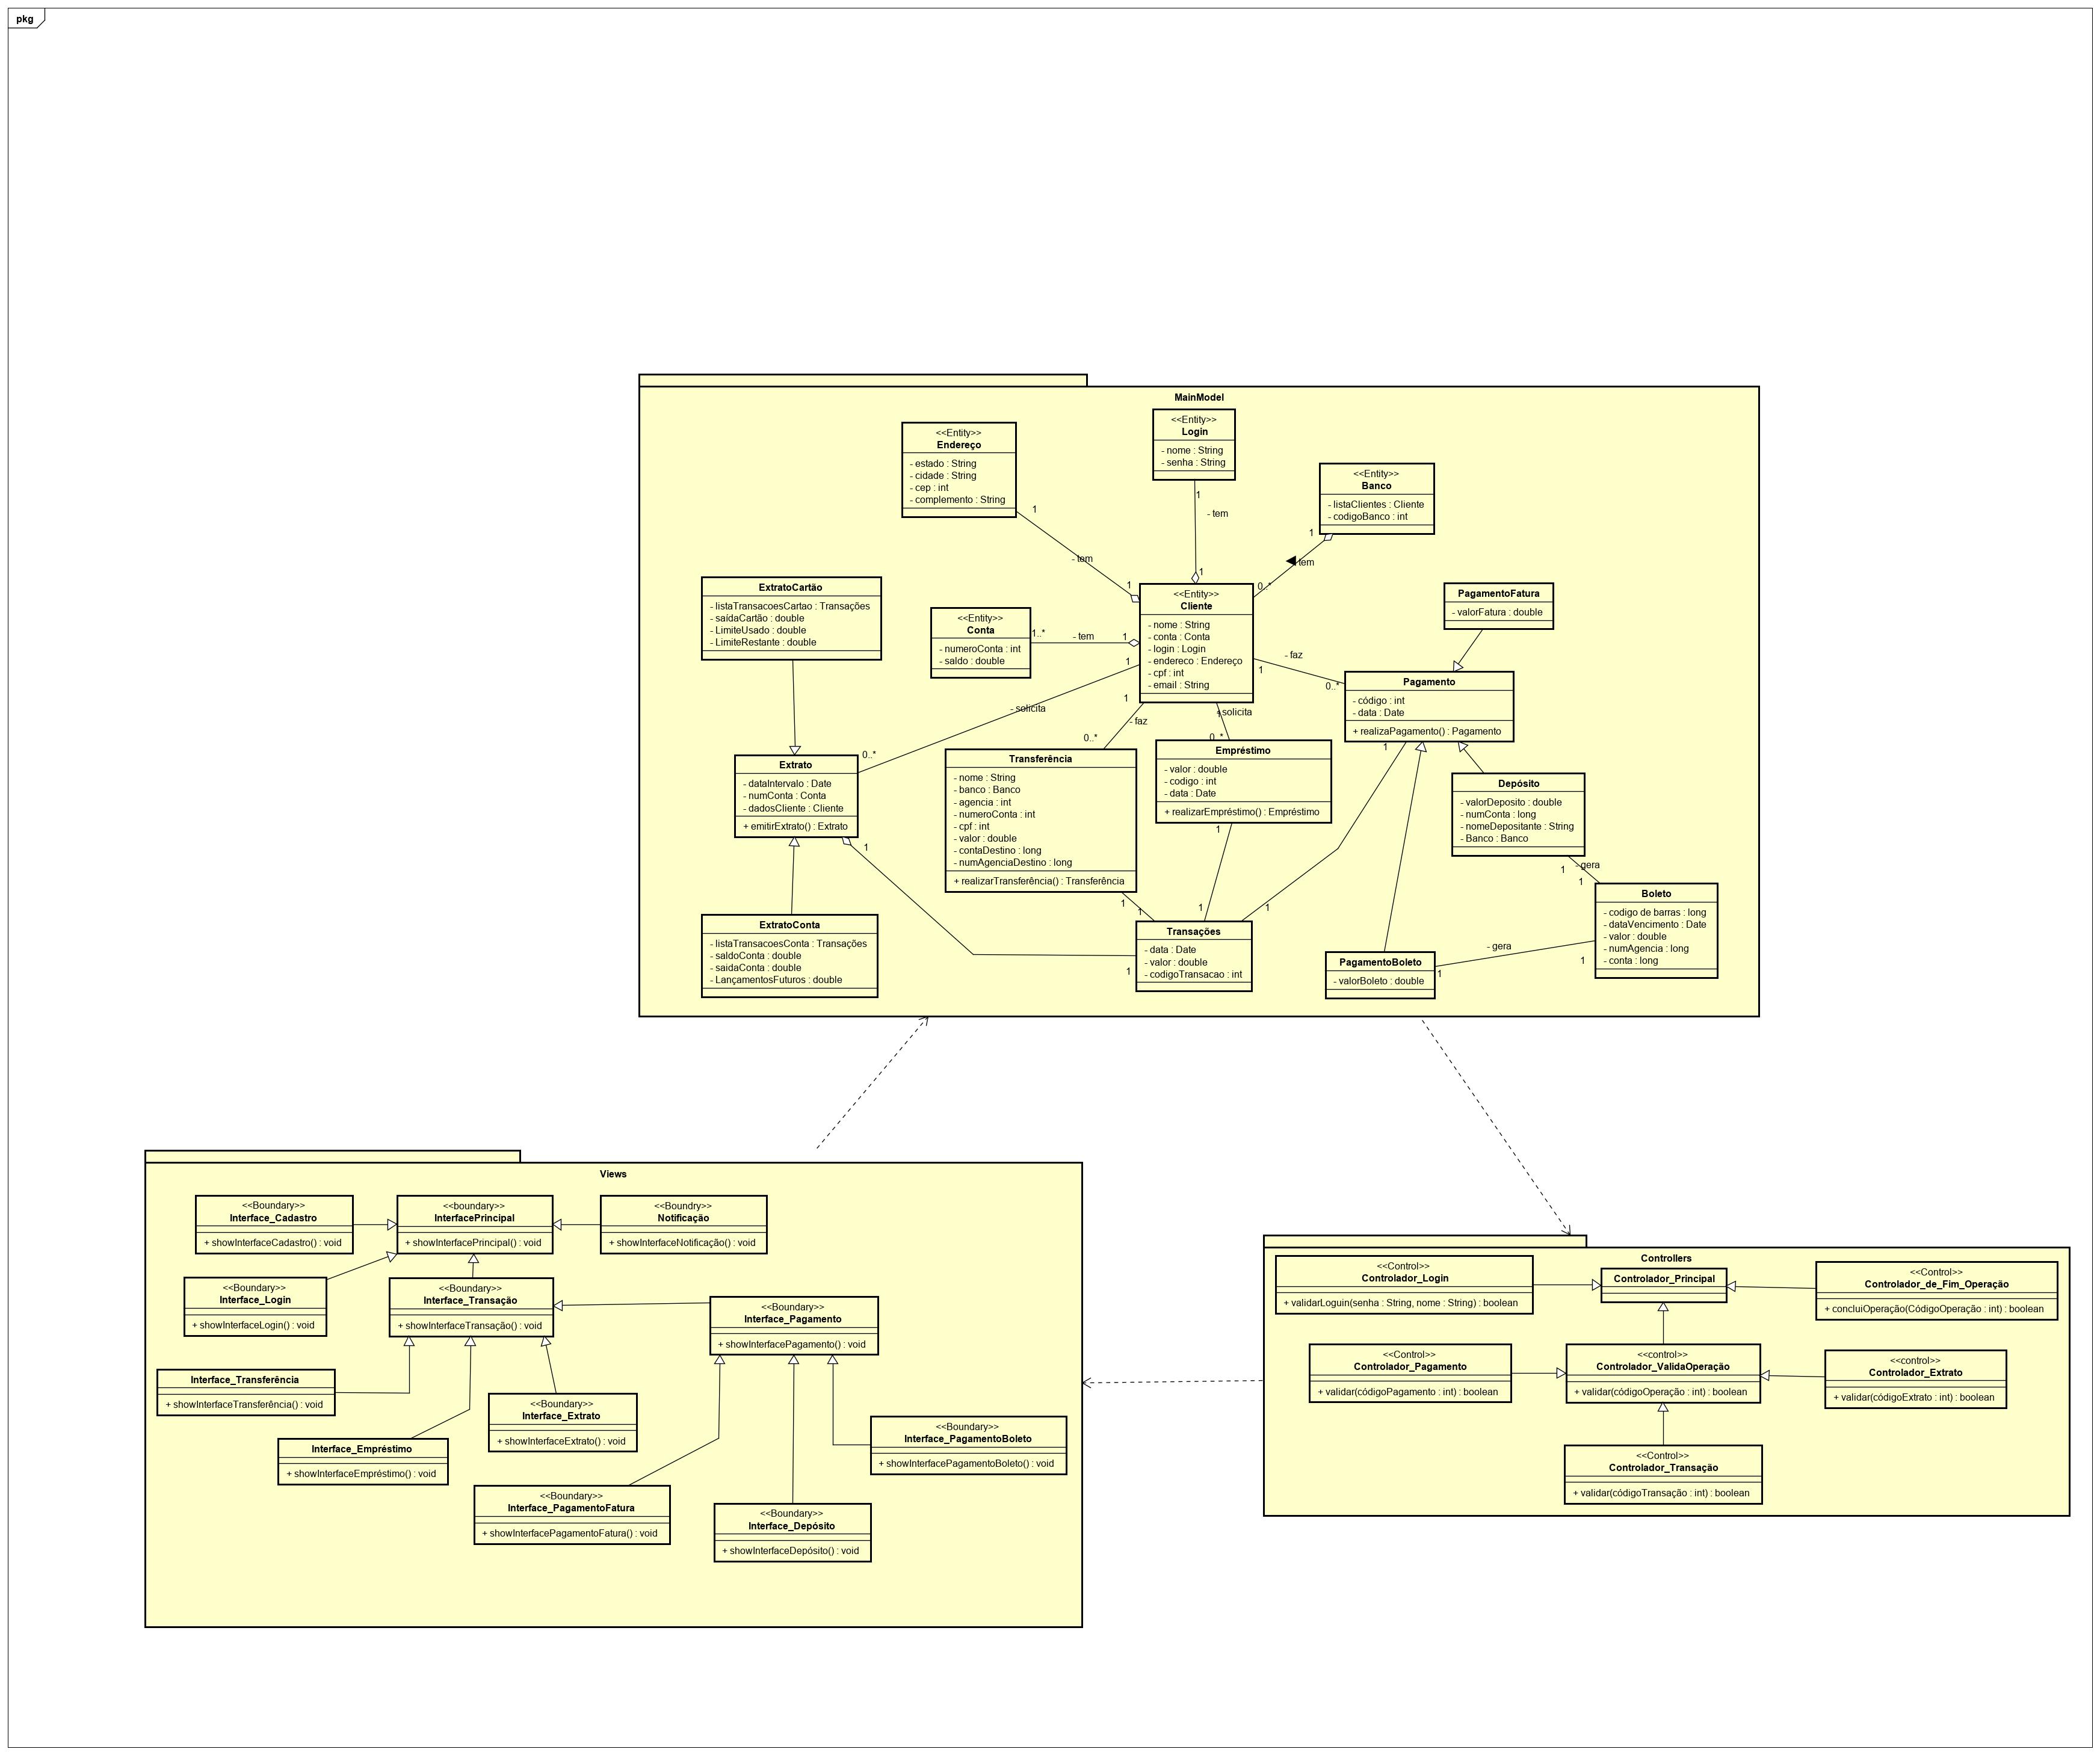 pkg
MainModel
<<Entity>>
Endereço
- estado : String
- cidade : String
- cep : int
- complemento : String
<<Entity>>
Login
- nome : String
- senha : String
<<Entity>>
Banco
- listaClientes : Cliente
- codigoBanco : int
1
- tem
1
1
- tem
1
1
tem
0..*
ExtratoCartão
- listaTransacoesCartao : Transações
- saídaCartão : double
- LimiteUsado : double
- LimiteRestante : double
<<Entity>>
Conta
- numeroConta : int
- saldo : double
1..*
- tem
1
<<Entity>>
Cliente
- nome : String
- conta : Conta
- login : Login
- endereco : Endereço
- cpf : int
- email : String
PagamentoFatura
- valorFatura : double
- faz
1
0..*
Pagamento
- código : int
- data : Date
+ realizaPagamento() : Pagamento
1
- solicita
0..*
1
- faz
0..*
solicita
0..*
Extrato
- dataIntervalo : Date
- numConta : Conta
- dadosCliente : Cliente
+ emitirExtrato() : Extrato
1
Transferência
- nome : String
- banco : Banco
- agencia : int
- numeroConta : int
- cpf : int
- valor : double
- contaDestino : long
- numAgenciaDestino : long
+ realizarTransferência() : Transferência
Empréstimo
- valor : double
- codigo : int
- data : Date
+ realizarEmpréstimo() : Empréstimo
1
1
Depósito
- valorDeposito : double
- numConta : long
- nomeDepositante : String
- Banco : Banco
1
- gera
1
Boleto
- codigo de barras : long
- dataVencimento : Date
- valor : double
- numAgencia : long
- conta : long
ExtratoConta
- listaTransacoesConta : Transações
- saldoConta : double
- saidaConta : double
- LançamentosFuturos : double
1
1
1
1
Transações
- data : Date
- valor : double
- codigoTransacao : int
1
PagamentoBoleto
- valorBoleto : double
1
- gera
1
Views
<<Boundary>>
Interface_Cadastro
+ showInterfaceCadastro() : void
<<boundary>>
InterfacePrincipal
+ showInterfacePrincipal() : void
<<Boundry>>
Notificação
+ showInterfaceNotificação() : void
<<Boundary>>
Interface_Login
+ showInterfaceLogin() : void
<<Boundary>>
Interface_Transação
+ showInterfaceTransação() : void
<<Boundary>>
Interface_Pagamento
+ showInterfacePagamento() : void
Interface_Transferência
+ showInterfaceTransferência() : void
<<Boundary>>
Interface_Extrato
+ showInterfaceExtrato() : void
Interface_Empréstimo
+ showInterfaceEmpréstimo() : void
<<Boundary>>
Interface_PagamentoBoleto
+ showInterfacePagamentoBoleto() : void
<<Boundary>>
Interface_PagamentoFatura
+ showInterfacePagamentoFatura() : void
<<Boundary>>
Interface_Depósito
+ showInterfaceDepósito() : void
Controllers
<<Control>>
Controlador_Login
+ validarLoguin(senha : String, nome : String) : boolean
Controlador_Principal
<<Control>>
Controlador_de_Fim_Operação
+ concluiOperação(CódigoOperação : int) : boolean
<<Control>>
Controlador_Pagamento
+ validar(códigoPagamento : int) : boolean
<<control>>
Controlador_ValidaOperação
+ validar(códigoOperação : int) : boolean
<<control>>
Controlador_Extrato
+ validar(códigoExtrato : int) : boolean
<<Control>>
Controlador_Transação
+ validar(códigoTransação : int) : boolean